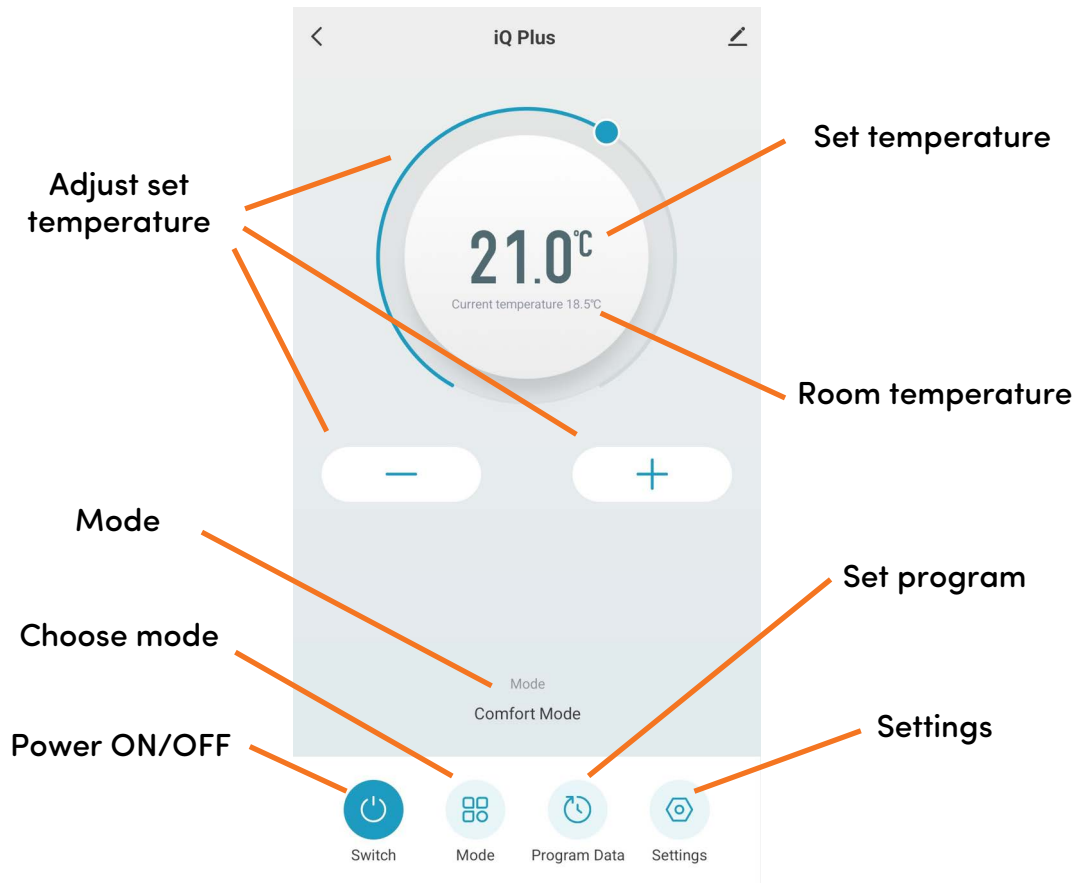 iQ Plus
Set temperature
Adjust set
temperature
21.0°C
Current temperature 18.5℃
Room temperature
Mode
Set program
Choose mode
Mode
Comfort Mode
Settings
Power ON/OFF
Switch
Mode
Program Data
Settings